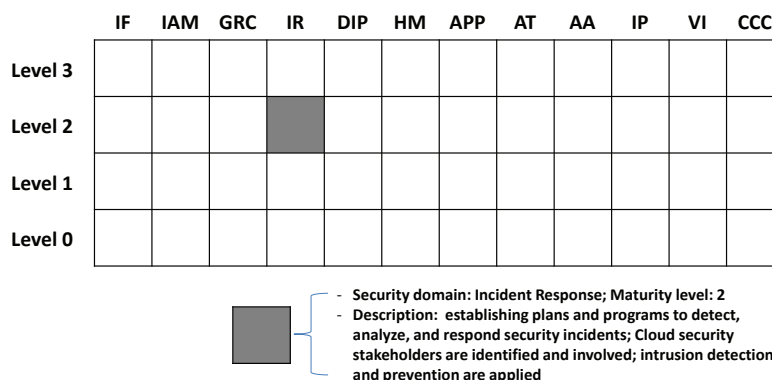 IF IAM GRC IR DIP HM APP AT AA IP VI CCC
Level 3
Level 2
Level 1
Level 0
- Security domain: Incident Response; Maturity level: 2
- Description: establishing plans and programs to detect,
analyze, and respond security incidents; Cloud security
stakeholders are identified and involved; intrusion detection
and prevention are applied